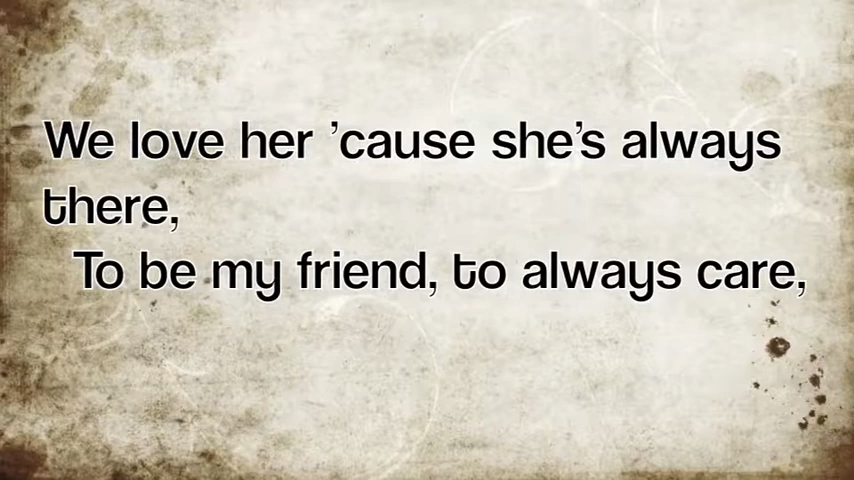 We love her ’cause she’s always
there,
To be my friend, to always care,